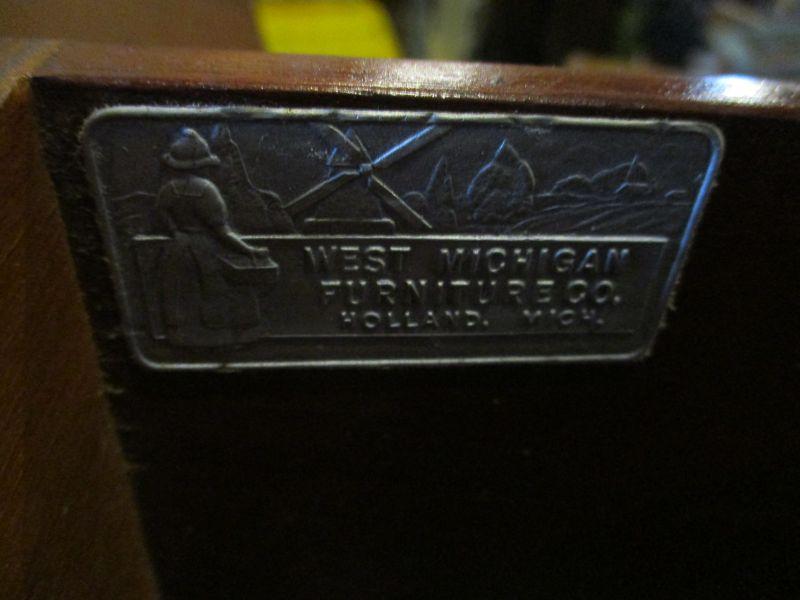 WEST MICHIGAN
FURNITURE CO.
HOLLAND, MICH.